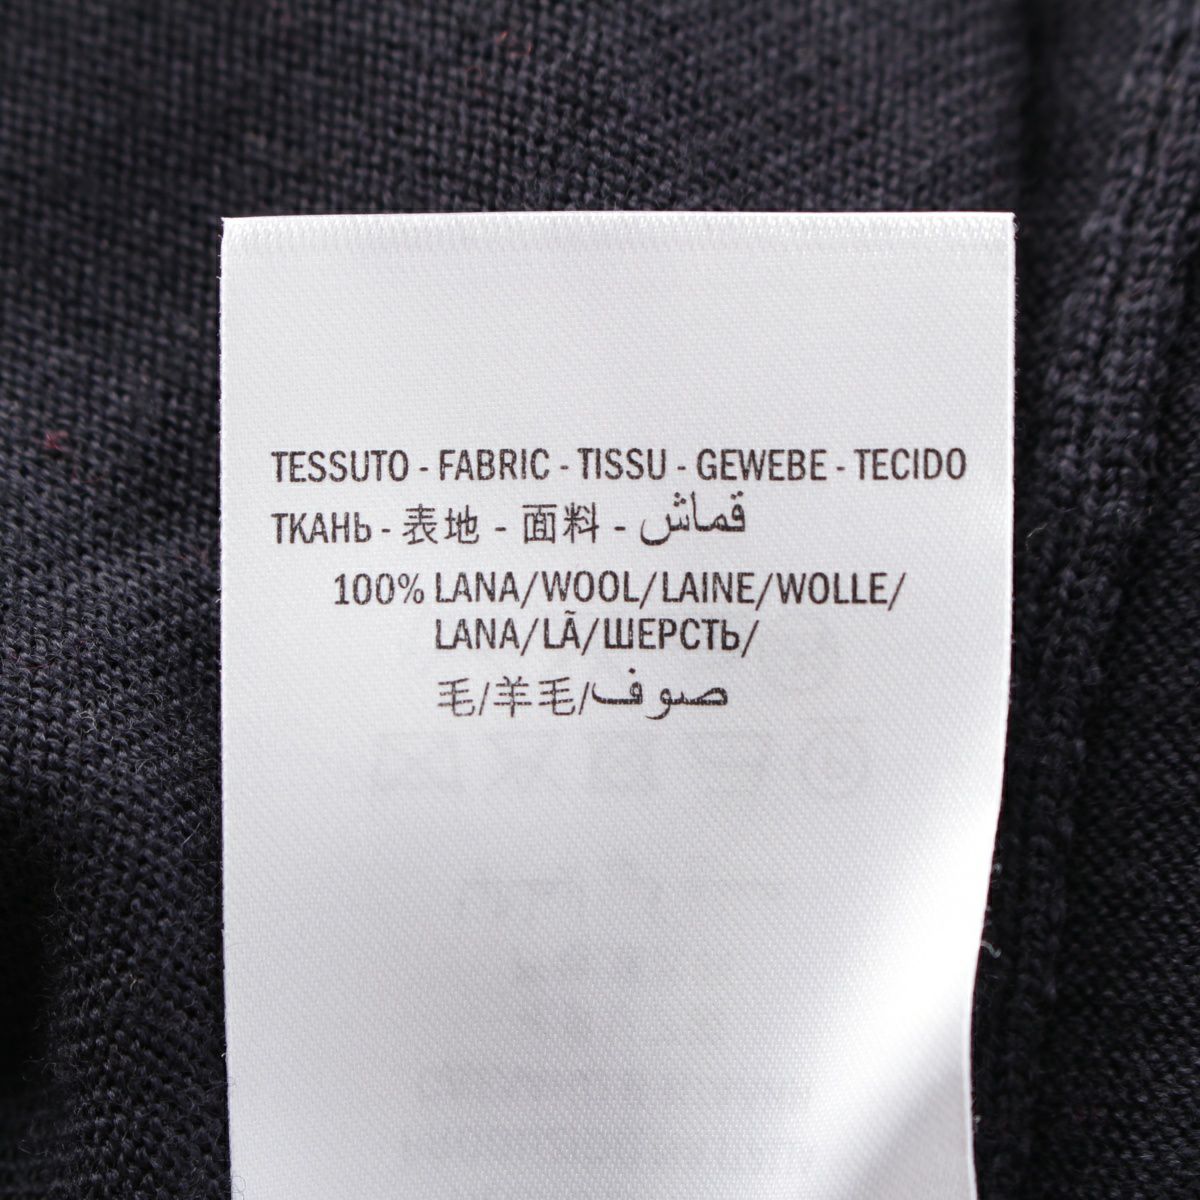 TESSUTO - FABRIC - TISSU - GEWEBE - TECIDO
ТКАНЬ - 表地 - 面料 - قماش
100% LANA/WOOL/LAINE/WOLLE/
LANA/LÃ/ШЕРСТЬ/
毛/羊毛/صوف